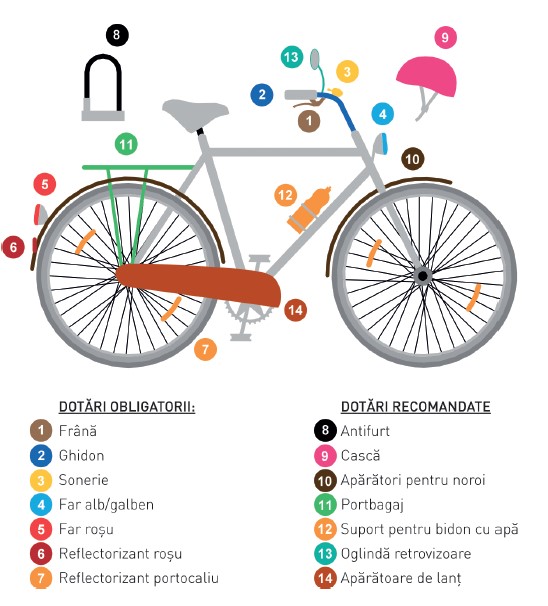 8
9
13
3
2
1
4
11
10
5
12
6
14
7
DOTĂRI OBLIGATORII:
1 Frână
2 Ghidon
3 Sonerie
4 Far alb/galben
5 Far roșu
6 Reflectorizant roșu
7 Reflectorizant portocaliu
DOTĂRI RECOMANDATE
8 Antifurt
9 Cască
10 Apărători pentru noroi
11 Portbagaj
12 Suport pentru bidon cu apă
13 Oglindă retrovizoare
14 Apărătoare de lanț